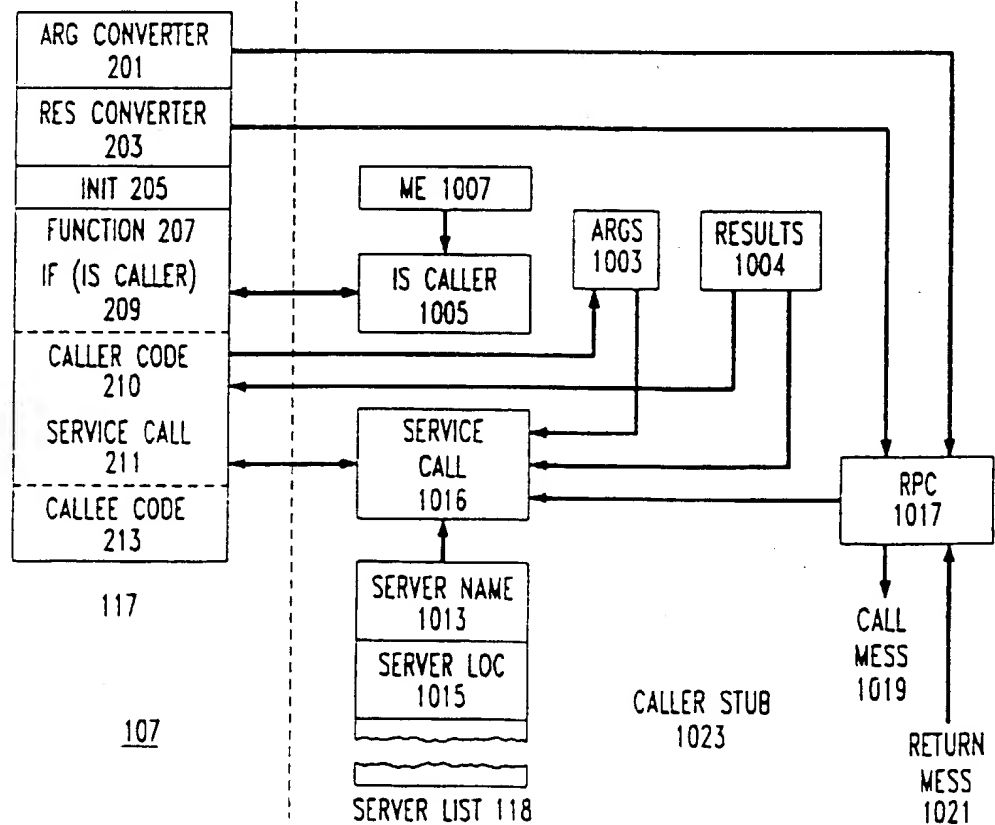 ARG CONVERTER
201
RES CONVERTER
203
INIT 205
FUNCTION 207
IF (IS CALLER)
209
CALLER CODE
210
SERVICE CALL
211
CALLEE CODE
213
117
107
ME 1007
IS CALLER
1005
ARGS
1003
RESULTS
1004
SERVICE
CALL
1016
SERVER NAME
1013
SERVER LOC
1015
SERVER LIST 118
RPC
1017
CALL
MESS
1019
CALLER STUB
1023
RETURN
MESS
1021